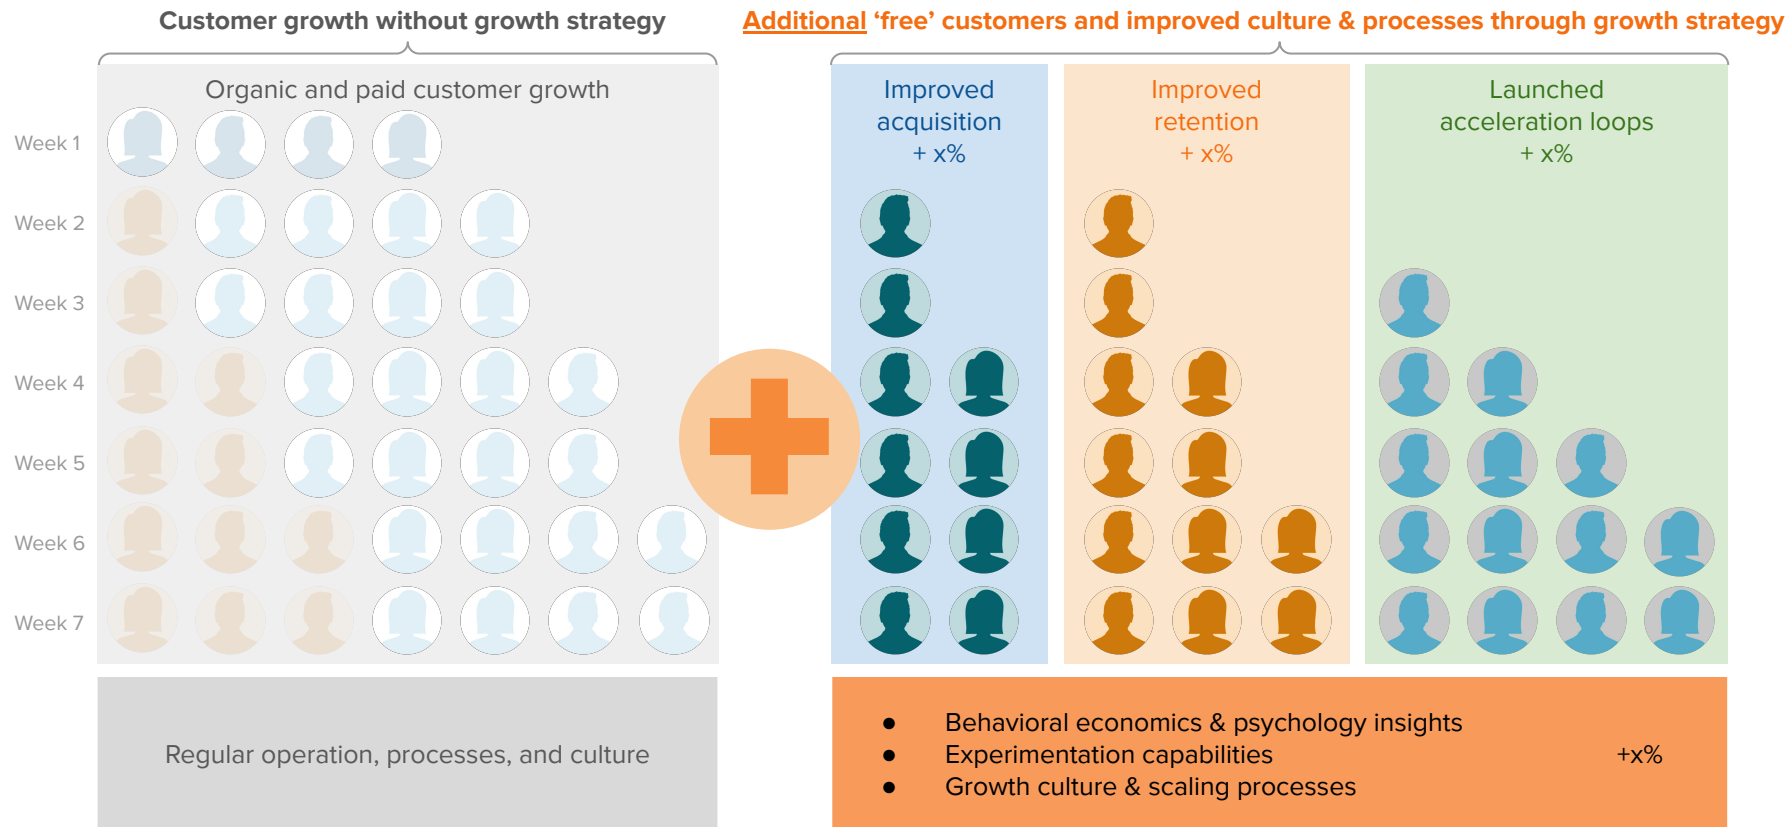 Customer growth without growth strategy
Additional ‘free’ customers and improved culture & processes through growth strategy
Organic and paid customer growth
Improved
acquisition
+ x%
Improved
retention
+ x%
Launched
acceleration loops
+ x%
Week 1
Week 2
Week 3
Week 4
Week 5
Week 6
Week 7
Regular operation, processes, and culture
● Behavioral economics & psychology insights
● Experimentation capabilities
● Growth culture & scaling processes
+x%